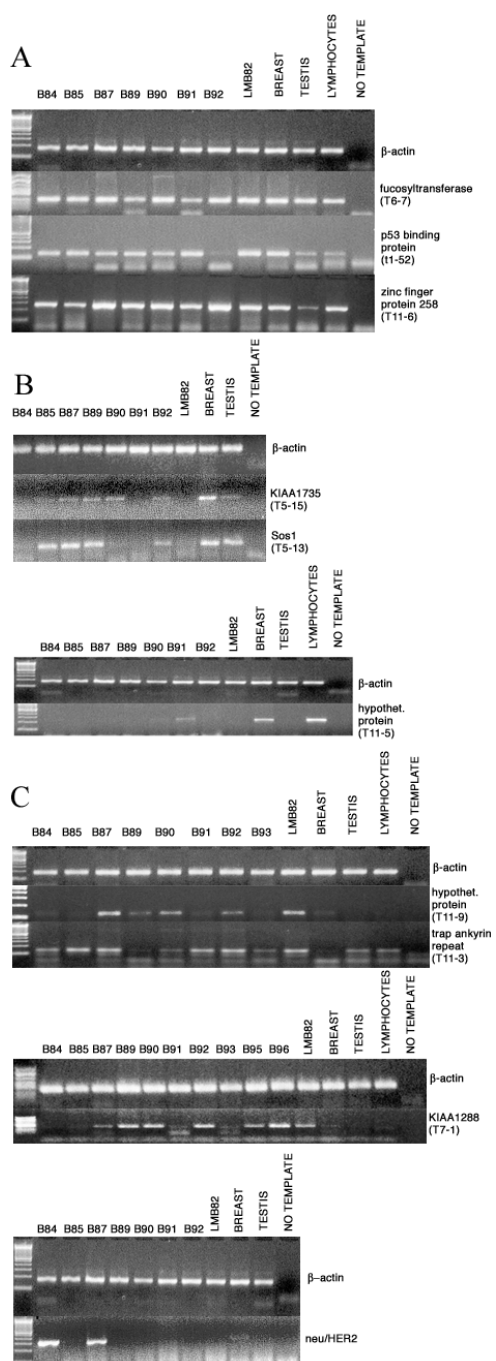 A
B84 B85 B87 B89 B90 B91 B92 LMB82 BREAST TESTIS LYMPHOCYTES NO TEMPLATE
β-actin
fucosyltransferase
(T6-7)
p53 binding
protein
(t1-52)
zinc finger
protein 258
(T11-6)
B
B84 B85 B87 B89 B90 B91 B92 LMB82 BREAST TESTIS NO TEMPLATE
β-actin
KIAA1735
(T5-15)
Sos1
(T5-13)
B84 B85 B87 B89 B90 B91 B92 LMB82 BREAST TESTIS LYMPHOCYTES NO TEMPLATE
β-actin
hypothet.
protein
(T11-5)
C
B84 B85 B87 B89 B90 B91 B92 B93 LMB82 BREAST TESTIS LYMPHOCYTES NO TEMPLATE
β-actin
hypothet.
protein
(T11-9)
trap ankyrin
repeat
(T11-3)
B84 B85 B87 B89 B90 B91 B92 B93 B95 B96 LMB82 BREAST TESTIS LYMPHOCYTES NO TEMPLATE
β-actin
KIAA1288
(T7-1)
B84 B85 B87 B89 B90 B91 B92 LMB82 BREAST TESTIS NO TEMPLATE
β–actin
neu/HER2